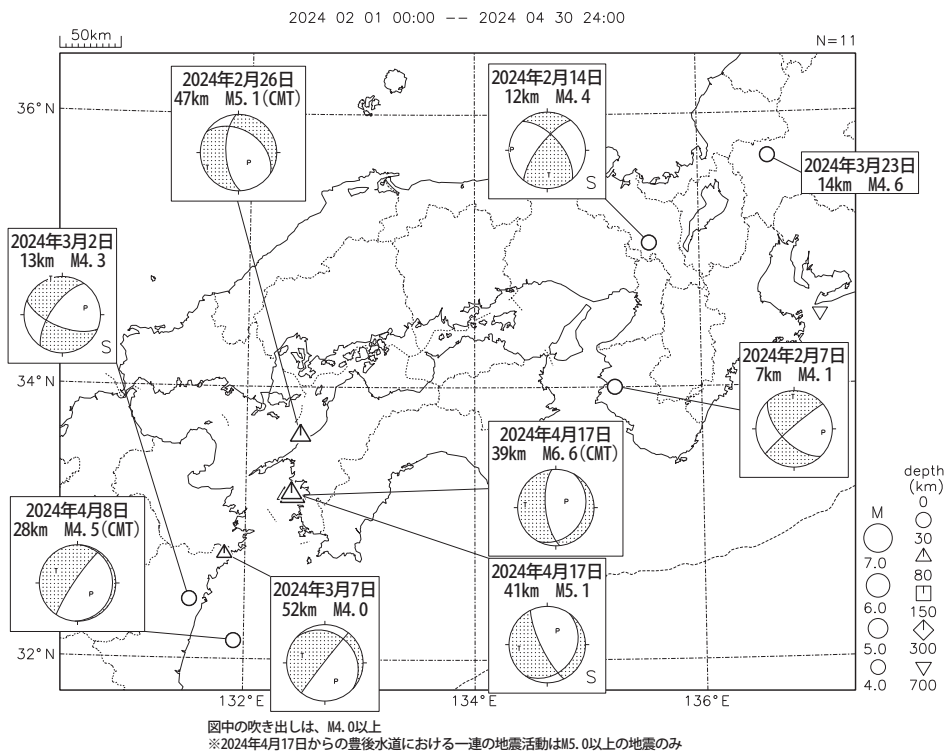 2024 02 01 00:00 -- 2024 04 30 24:00
50km
N=11
36°N
34°N
32°N
132°E
134°E
136°E
2024年2月26日
47km M5.1(CMT)
P
2024年2月14日
12km M4.4
P
T
S
2024年3月23日
14km M4.6
2024年3月2日
13km M4.3
T
P
S
2024年2月7日
7km M4.1
T
P
2024年4月17日
39km M6.6(CMT)
T
P
2024年4月8日
28km M4.5(CMT)
T
P
2024年3月7日
52km M4.0
T
P
2024年4月17日
41km M5.1
P
T
S
M
7.0
6.0
5.0
4.0
depth
(km)
0
30
80
150
300
700
図中の吹き出しは、M4.0以上
※2024年4月17日からの豊後水道における一連の地震活動はM5.0以上の地震のみ